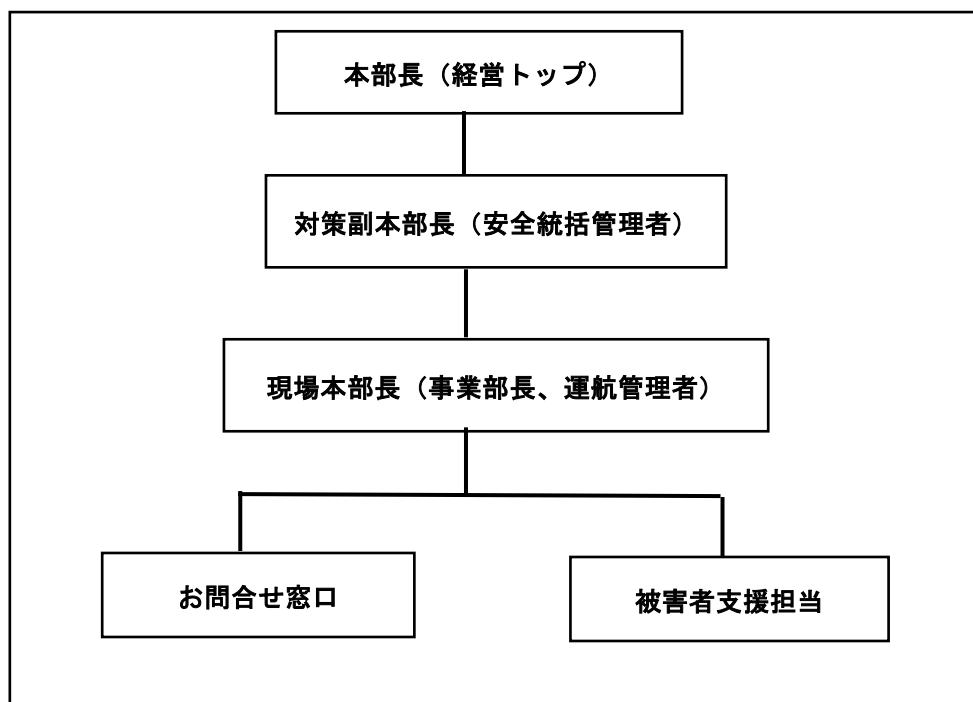 本部長（経営トップ）
対策副本部長（安全統括管理者）
現場本部長（事業部長、運航管理者）
お問合せ窓口
被害者支援担当